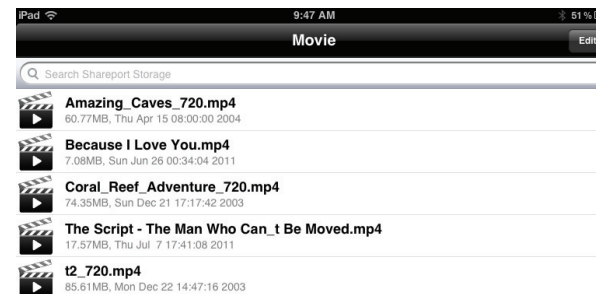 iPad 9:47 AM 51%
Movie Edit
Search Shareport Storage
Amazing_Caves_720.mp4
60.77MB, Thu Apr 15 08:00:00 2004
Because I Love You.mp4
7.08MB, Sun Jun 26 00:34:04 2011
Coral_Reef_Adventure_720.mp4
74.35MB, Sun Dec 21 17:17:42 2003
The Script - The Man Who Can_t Be Moved.mp4
17.57MB, Thu Jul  7 17:41:08 2011
t2_720.mp4
85.61MB, Mon Dec 22 14:47:16 2003